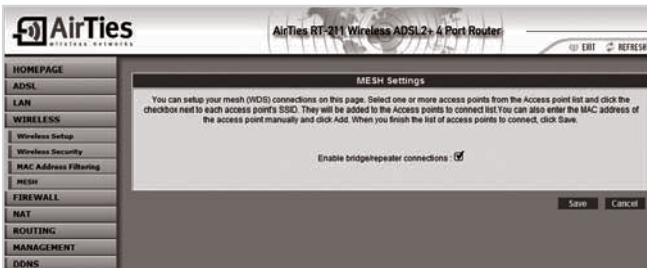 AirTies
wireless networks
AirTies RT-211 Wireless ADSL2+ 4 Port Router
EXIT REFRESH
HOMEPAGE
ADSL
LAN
WIRELESS
Wireless Setup
Wireless Security
MAC Address Filtering
MESH
FIREWALL
NAT
ROUTING
MANAGEMENT
DDNS
MESH Settings
You can setup your mesh (WDS) connections on this page. Select one or more access points from the Access point list and click the
checkbox next to each access point's SSID. They will be added to the Access points to connect list.You can also enter the MAC address of
the access point manually and click Add. When you finish the list of access points to connect, click Save.
Enable bridge/repeater connections :
Save Cancel